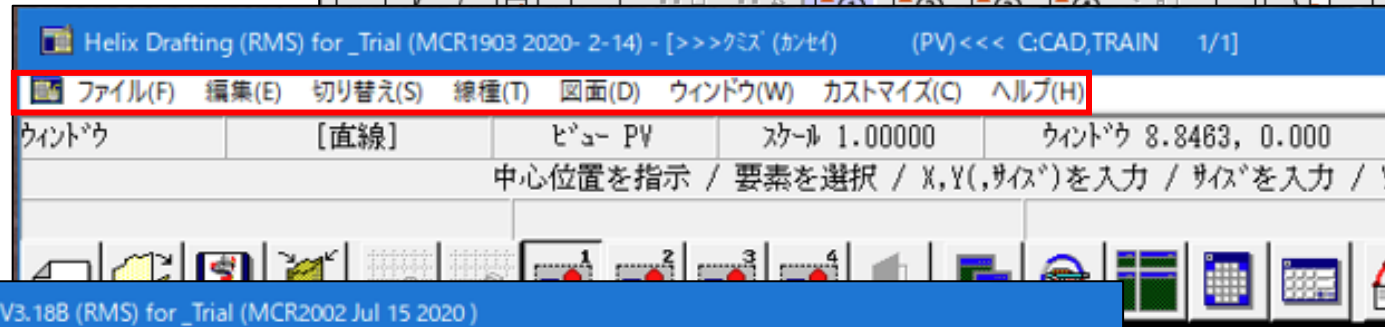 Helix Drafting (RMS) for _Trial (MCR1903 2020- 2-14) - [>>>ｸﾐｽﾞ (ｶﾝｾｲ) (PV)<<< C:CAD,TRAIN 1/1]
ファイル(F) 編集(E) 切り替え(S) 線種(T) 図面(D) ウィンドウ(W) カスタマイズ(C) ヘルプ(H)
ｳｨﾝﾄﾞｳ [直線] ﾋﾞｭｰ PV ｽｹｰﾙ 1.00000 ｳｨﾝﾄﾞｳ 8.8463, 0.000
中心位置を指示 / 要素を選択 / X,Y(,ｻｲｽﾞ)を入力 / ｻｲｽﾞを入力 /
1 2 3 4
V3.18B (RMS) for _Trial (MCR2002 Jul 15 2020 )